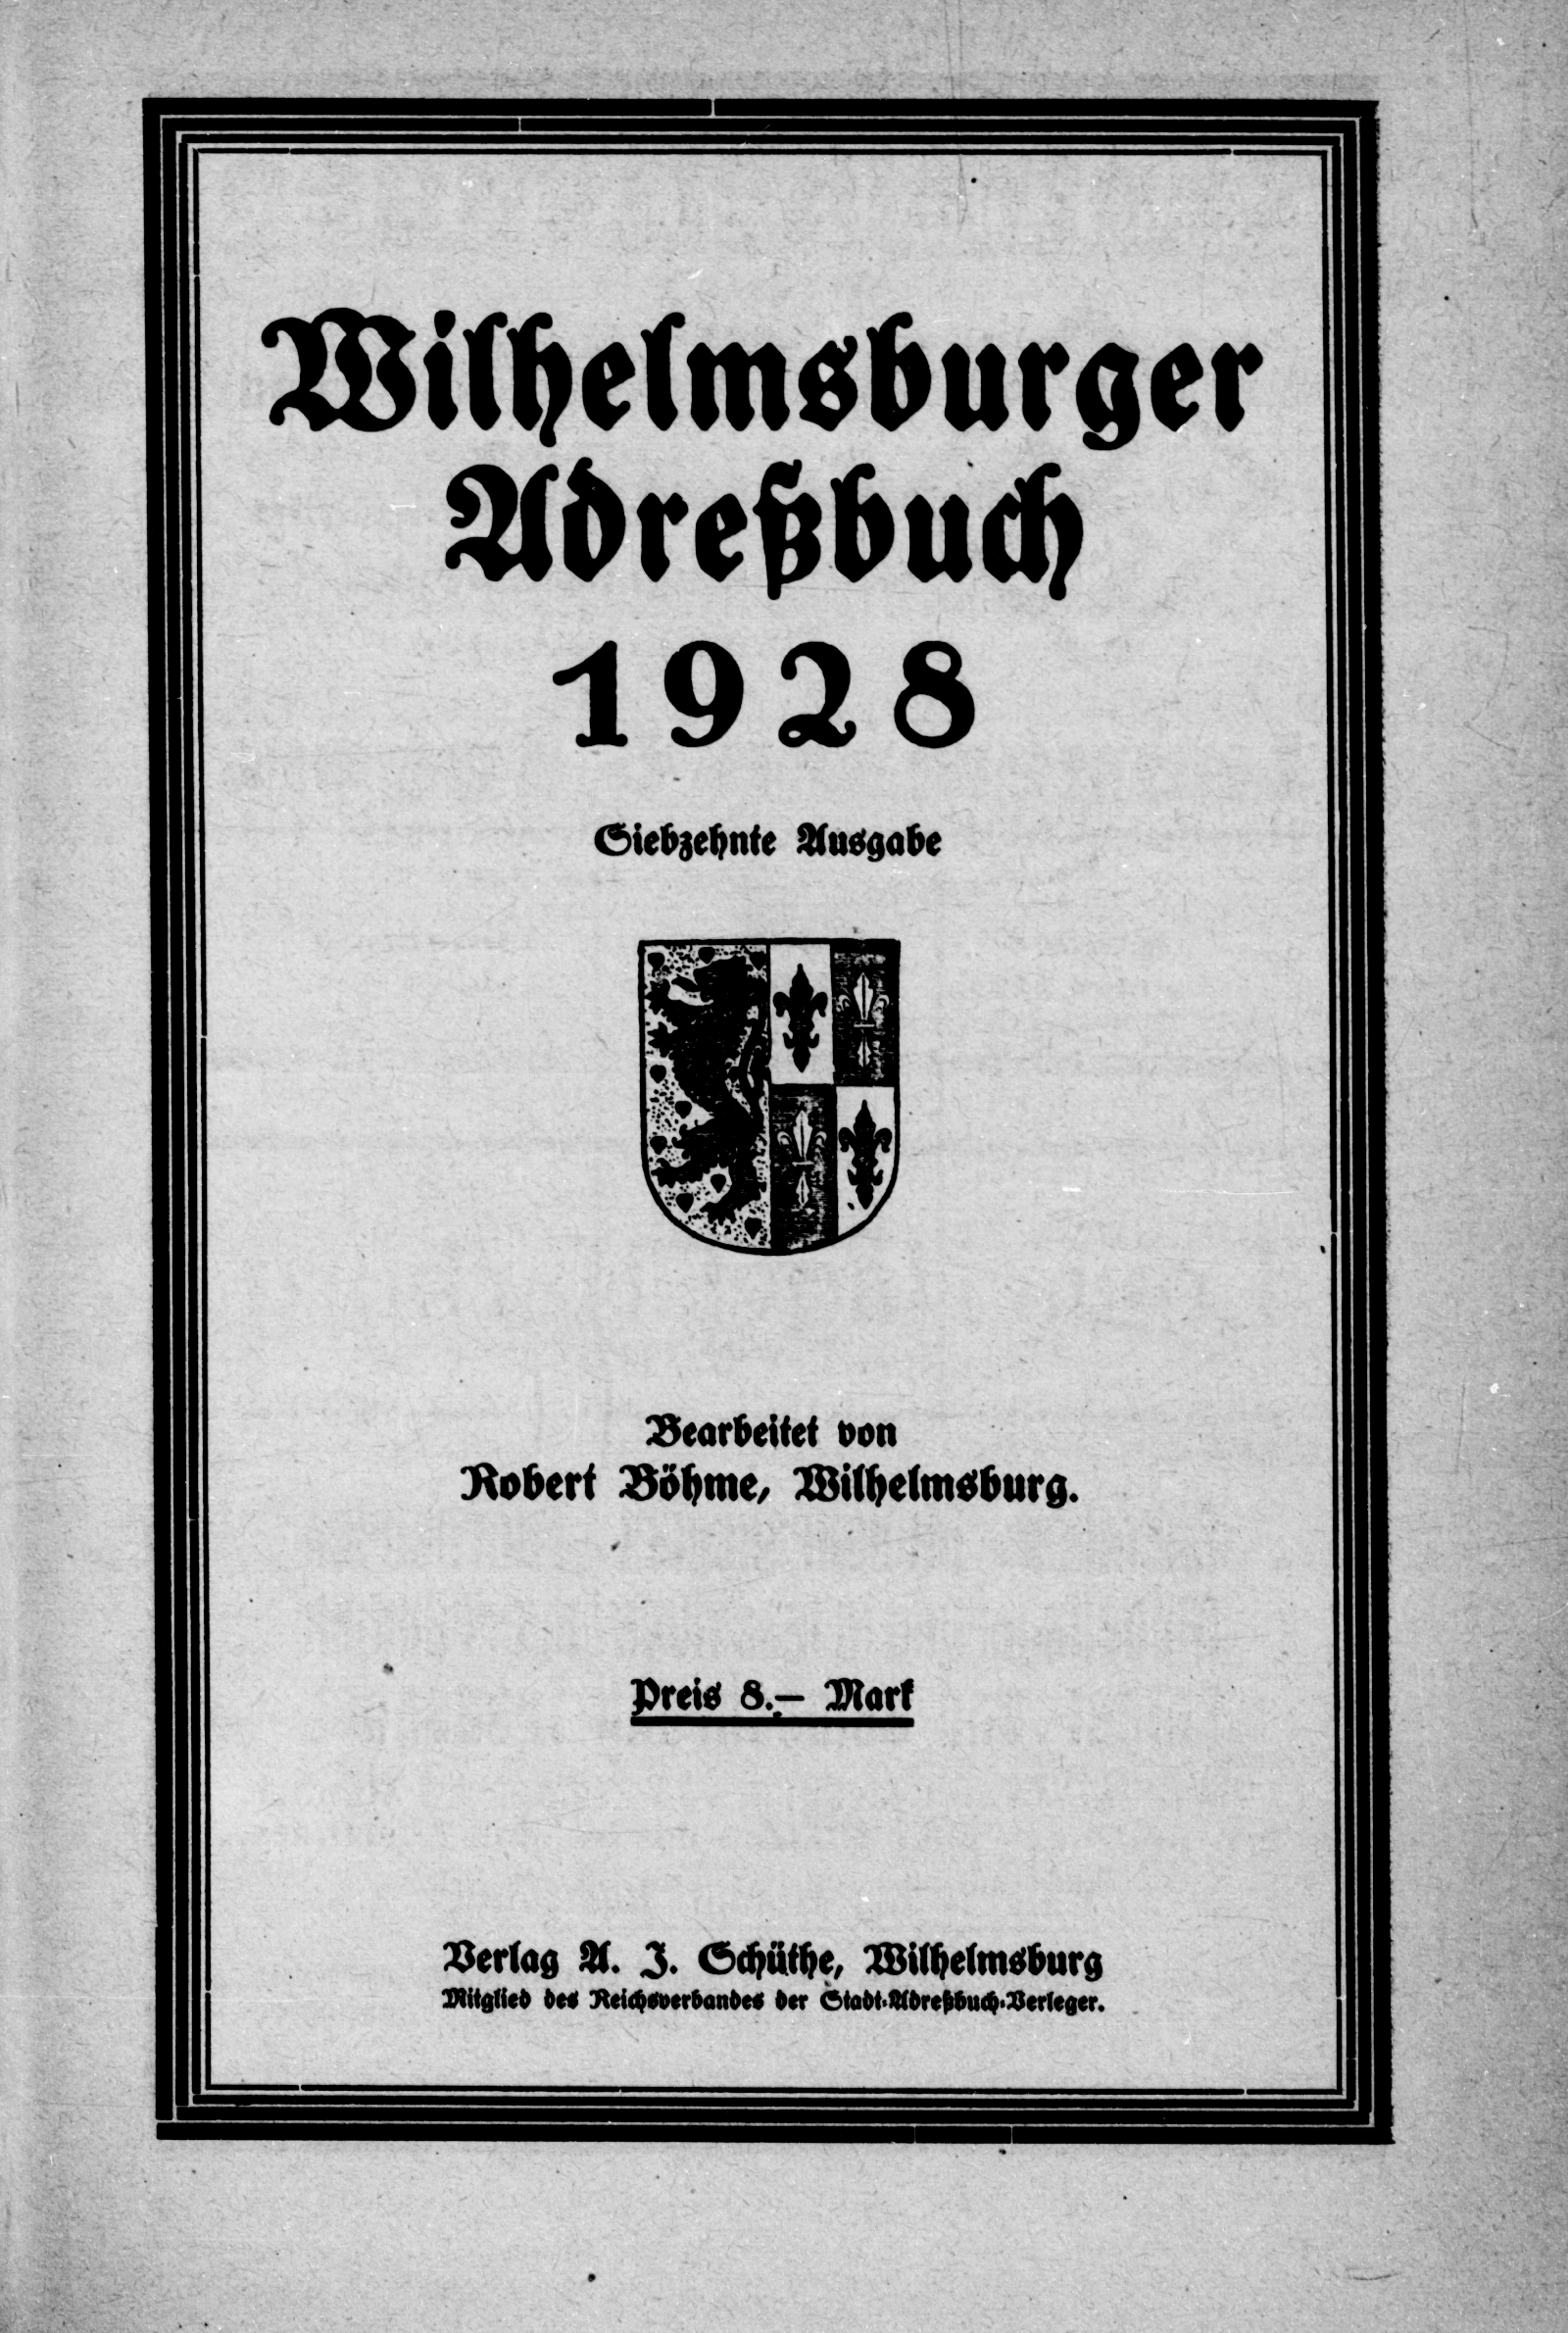 Wilhelmsburger
Adreßbuch
1928
Siebzehnte Ausgabe
Bearbeitet von
Robert Böhme, Wilhelmsburg.
Preis 8.— Mark
Verlag A. J. Schüthe, Wilhelmsburg
Mitglied des Reichsverbandes der Stadt-Adreßbuch-Verleger.